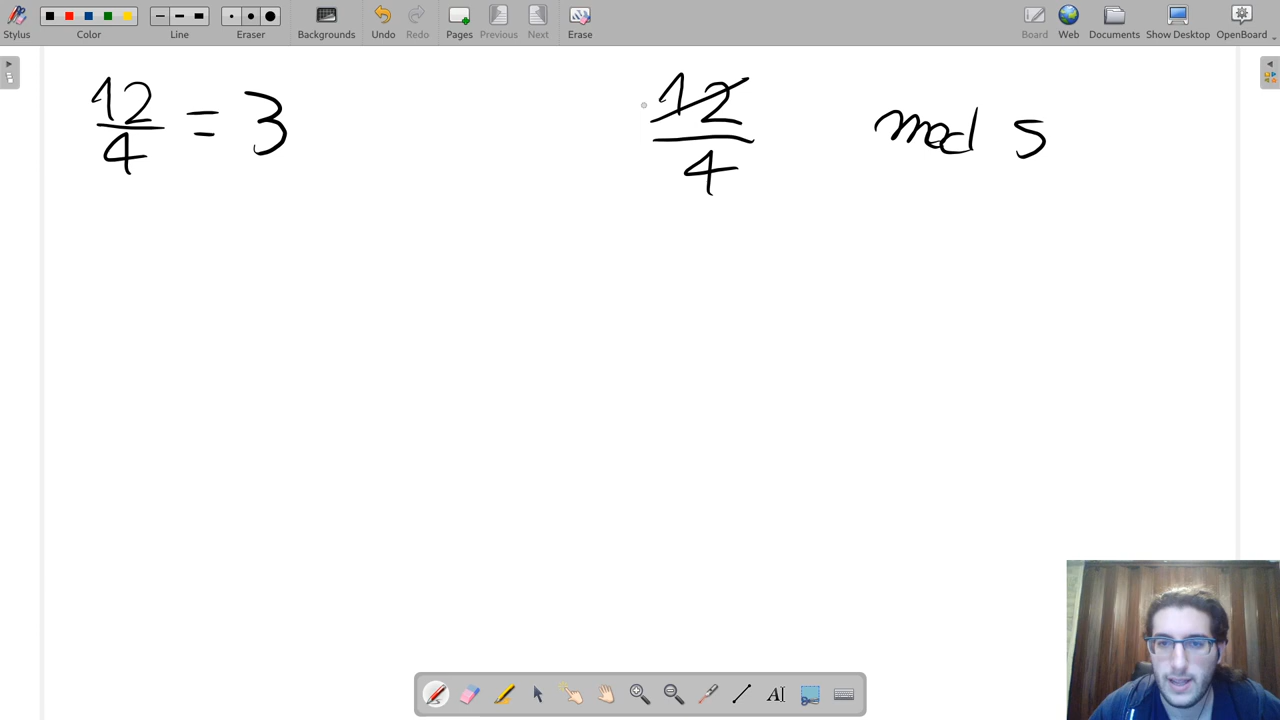 Stylus
Color
Line
Eraser
Backgrounds
Undo
Redo
Pages
Previous
Next
Erase
Board
Web
Documents
Show Desktop
OpenBoard
12/4 = 3
12/4 mod 5
AI